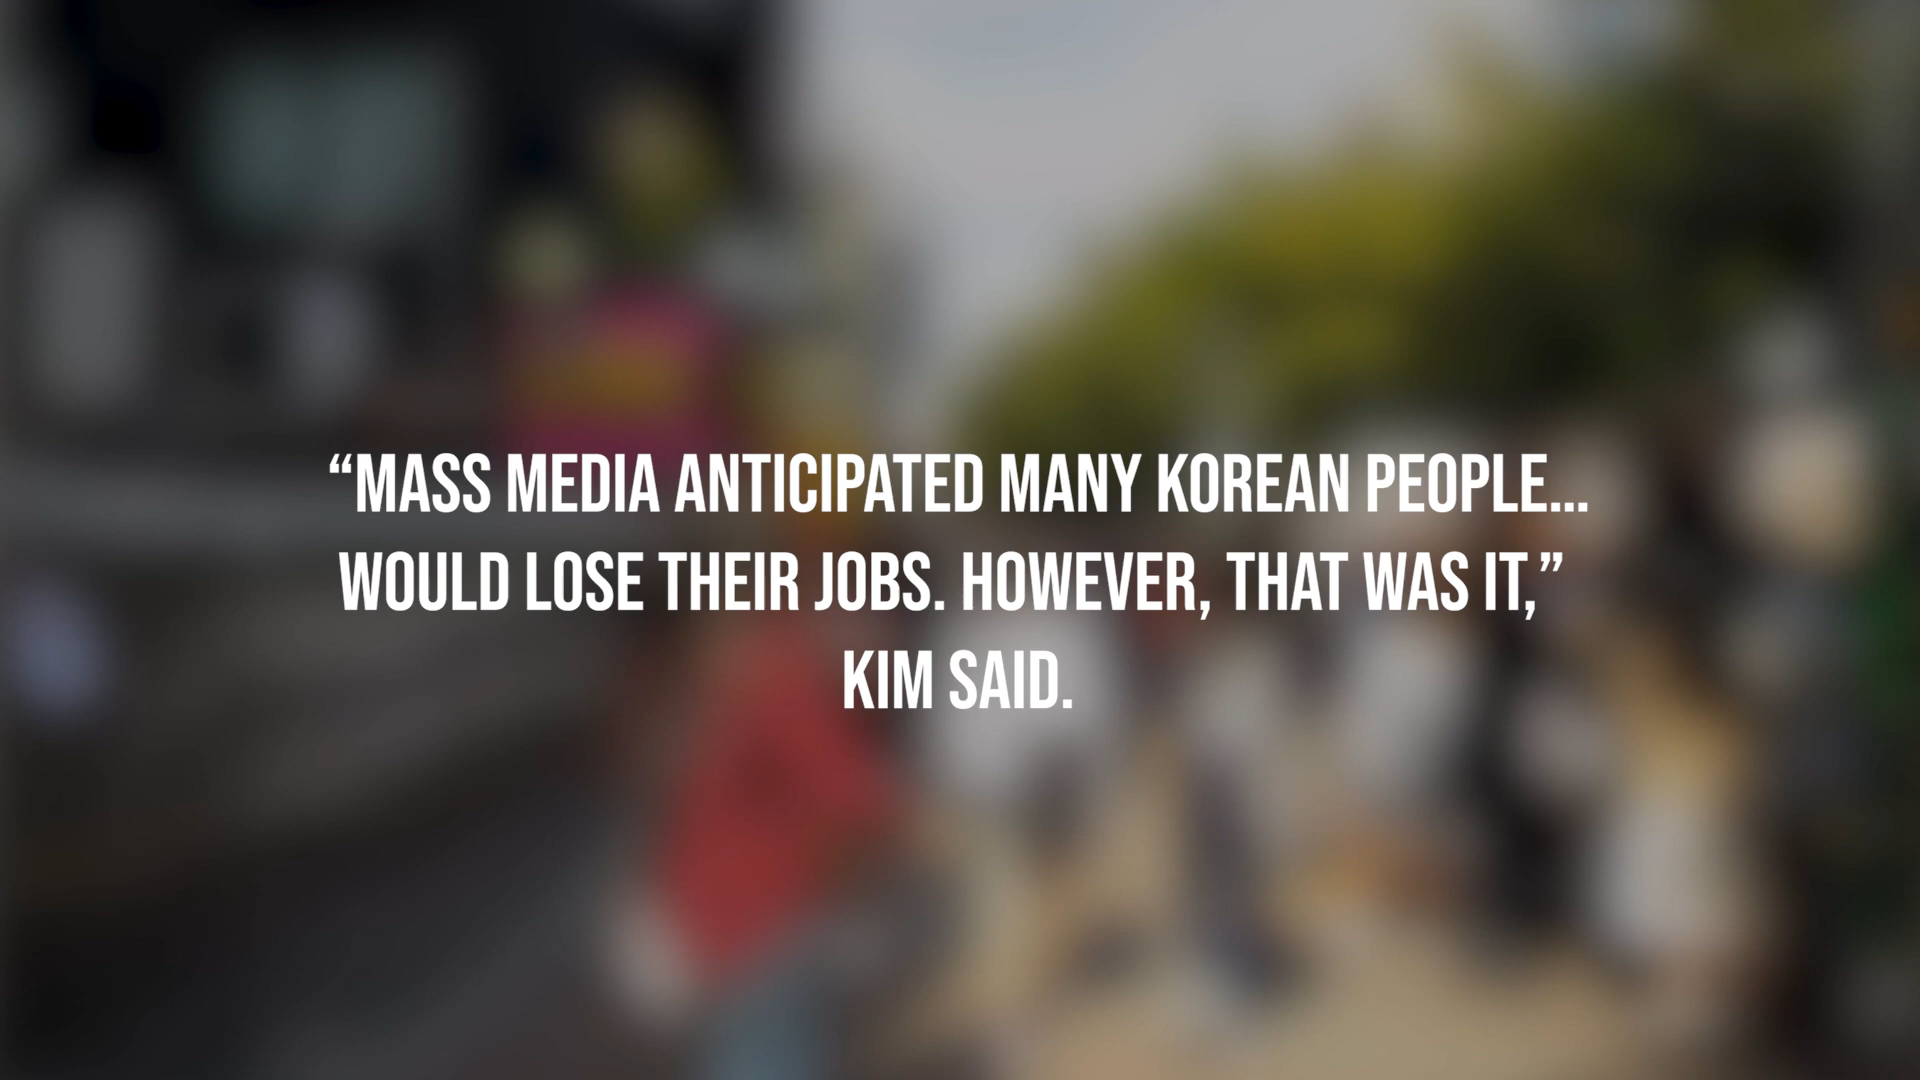 “MASS MEDIA ANTICIPATED MANY KOREAN PEOPLE...
WOULD LOSE THEIR JOBS. HOWEVER, THAT WAS IT,”
KIM SAID.